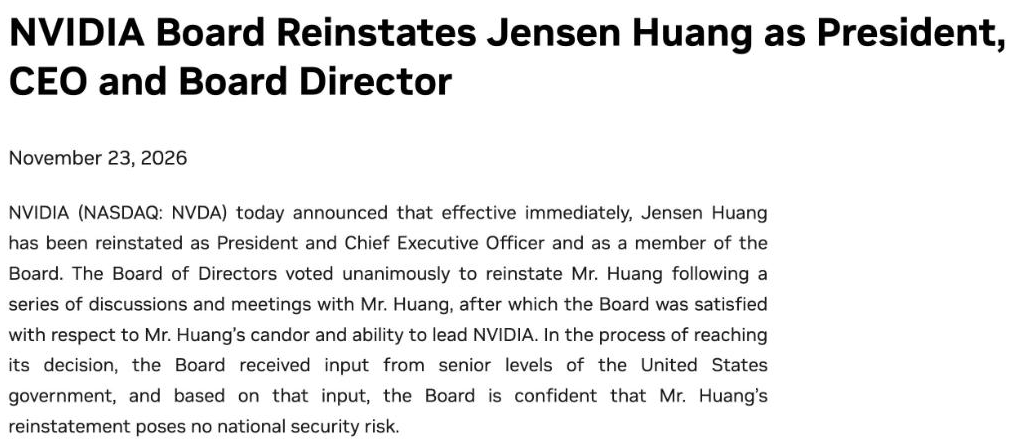 NVIDIA Board Reinstates Jensen Huang as President,
CEO and Board Director
November 23, 2026
NVIDIA (NASDAQ: NVDA) today announced that effective immediately, Jensen Huang
has been reinstated as President and Chief Executive Officer and as a member of the
Board. The Board of Directors voted unanimously to reinstate Mr. Huang following a
series of discussions and meetings with Mr. Huang, after which the Board was satisfied
with respect to Mr. Huang’s candor and ability to lead NVIDIA. In the process of reaching
its decision, the Board received input from senior levels of the United States
government, and based on that input, the Board is confident that Mr. Huang’s
reinstatement poses no national security risk.